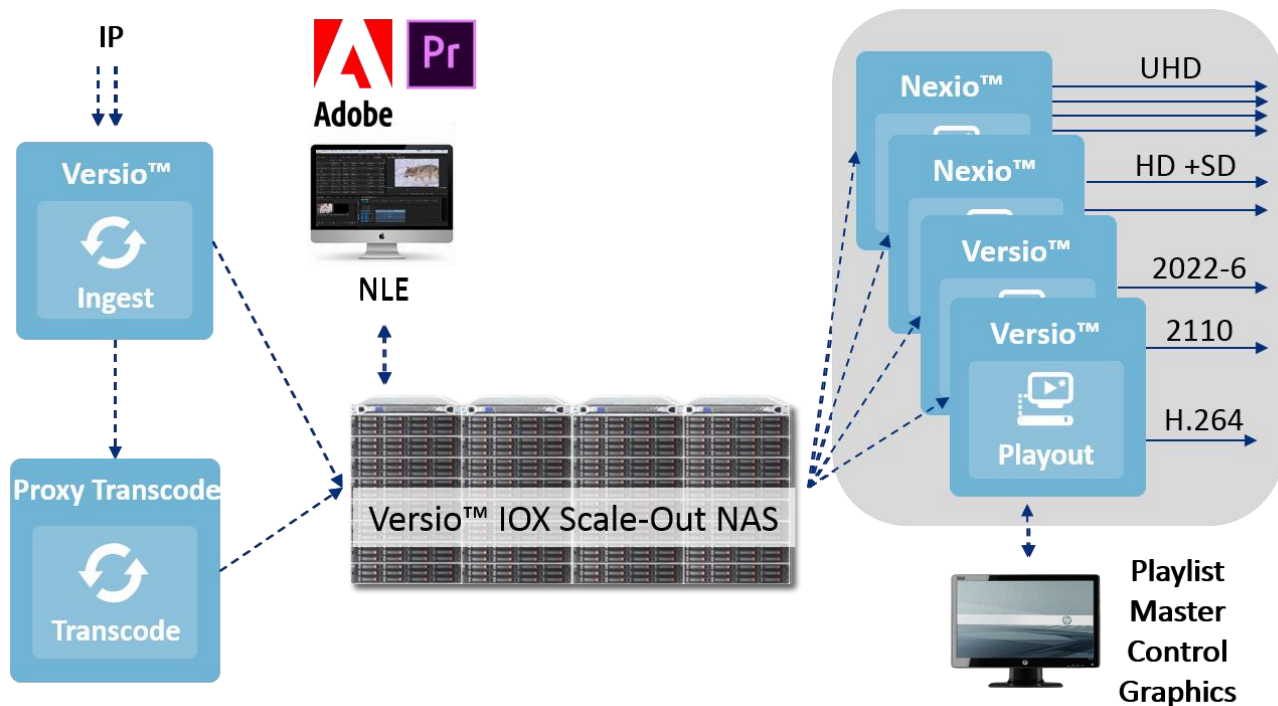 IP
Versio™
Ingest
Proxy Transcode
Transcode
Pr
Adobe
NLE
Versio™ IOX Scale-Out NAS
Nexio™
Nexio™
Versio™
Versio™
Playout
UHD
HD +SD
2022-6
2110
H.264
Playlist
Master
Control
Graphics